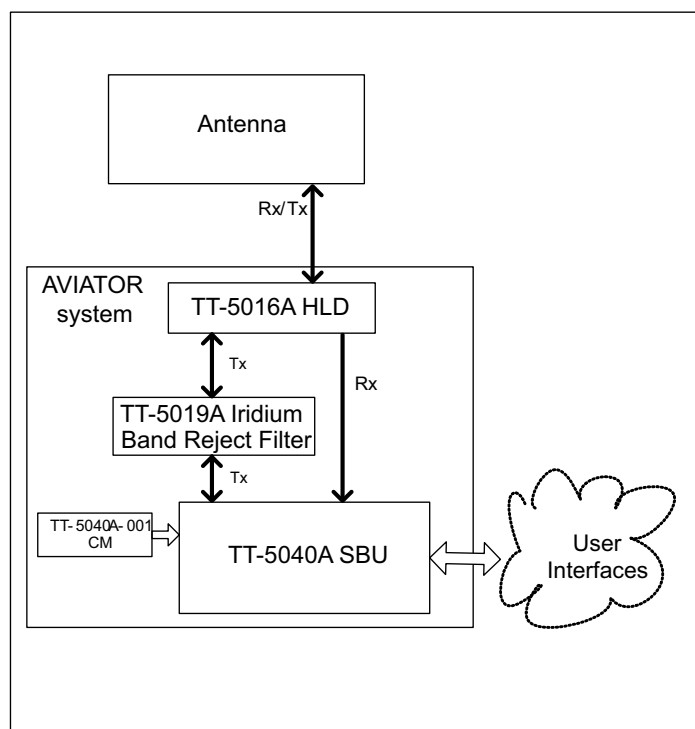 Antenna
Rx/Tx
AVIATOR
system
TT-5016A HLD
Tx
Rx
TT-5019A Iridium
Band Reject Filter
Tx
TT-5040A-001
CM
TT-5040A SBU
User
Interfaces